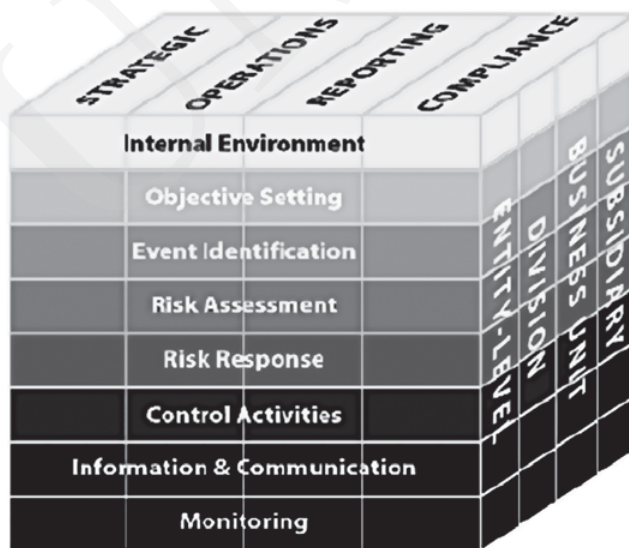 STRATEGIC
OPERATIONS
REPORTING
COMPLIANCE
Internal Environment
Objective Setting
Event Identification
Risk Assessment
Risk Response
Control Activities
Information & Communication
Monitoring
ENTITY-LEVEL
DIVISION
BUSINESS UNIT
SUBSIDIARY